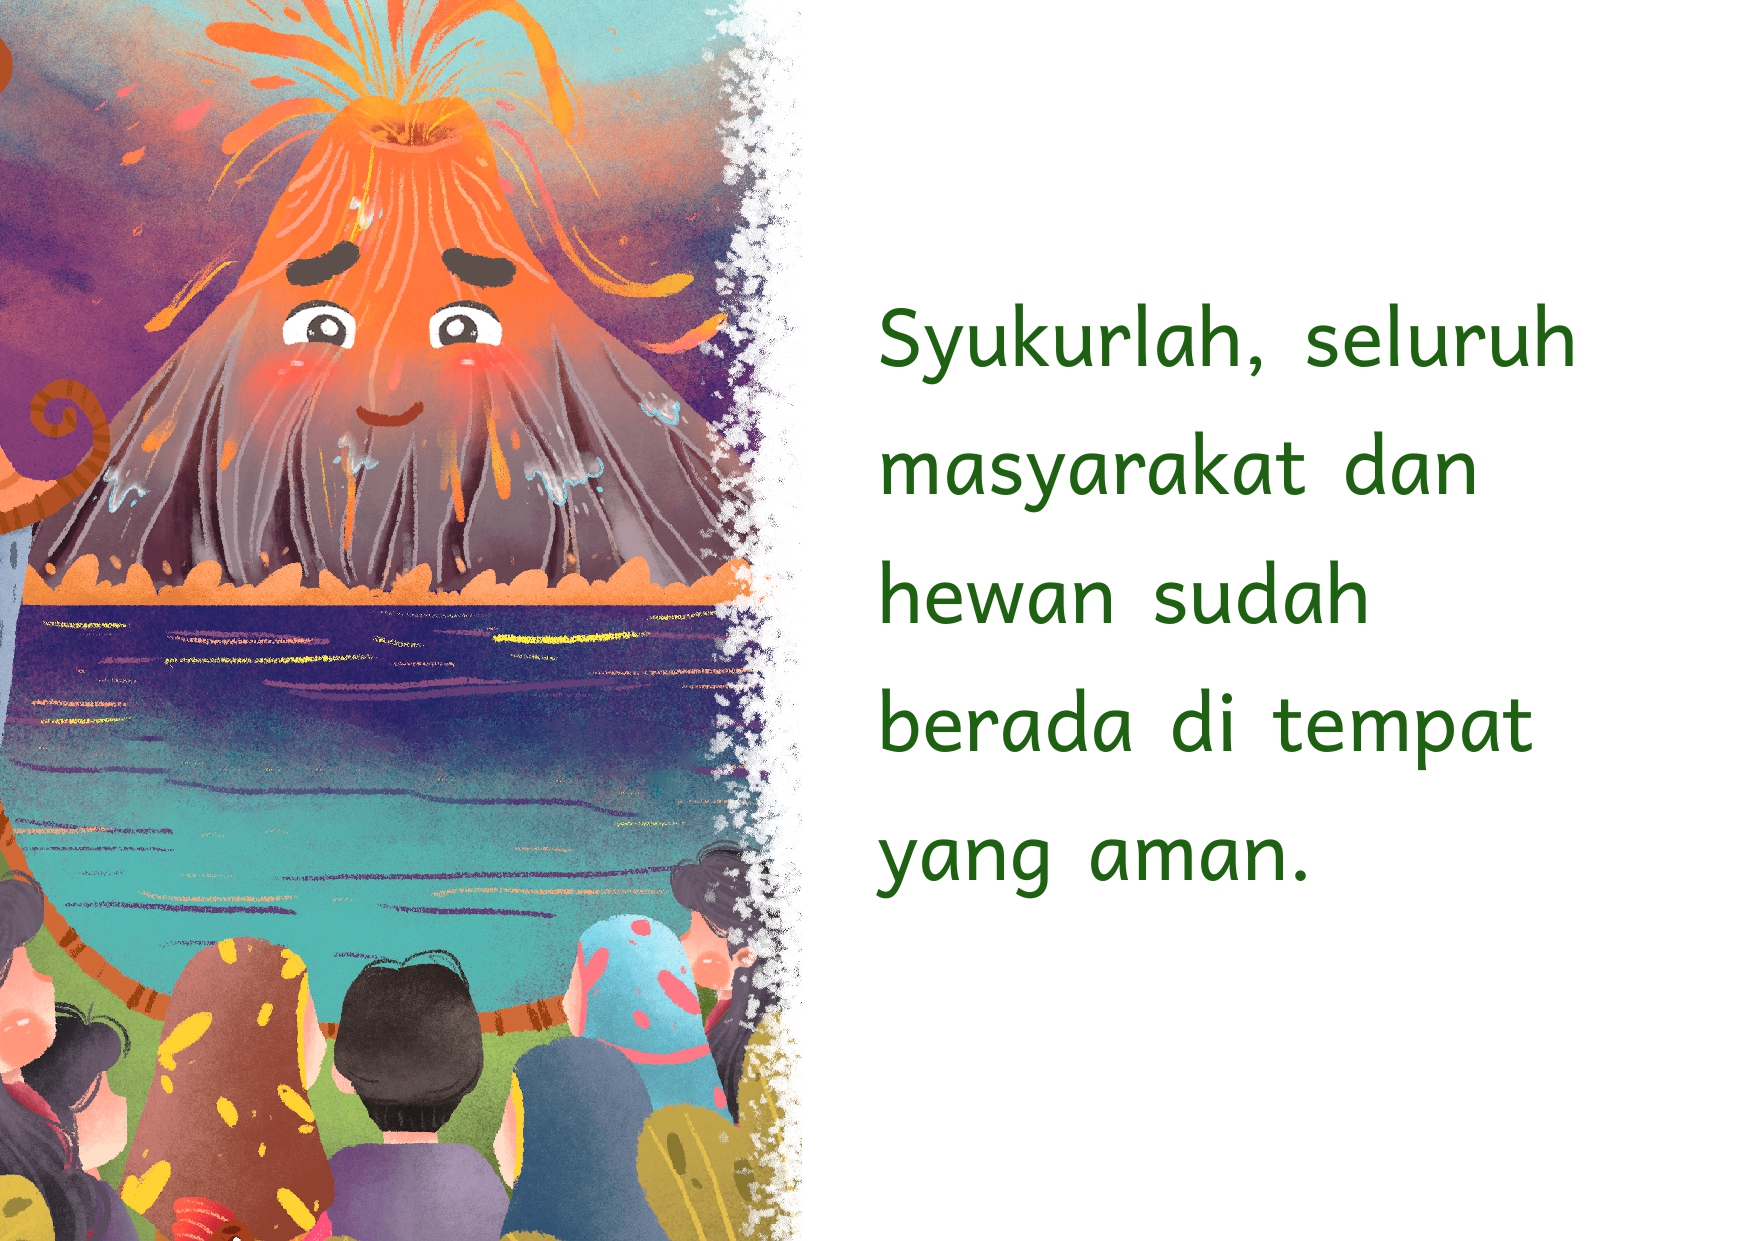 Syukurlah, seluruh
masyarakat dan
hewan sudah
berada di tempat
yang aman.